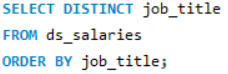 SELECT DISTINCT job_title
FROM ds_salaries
ORDER BY job_title;